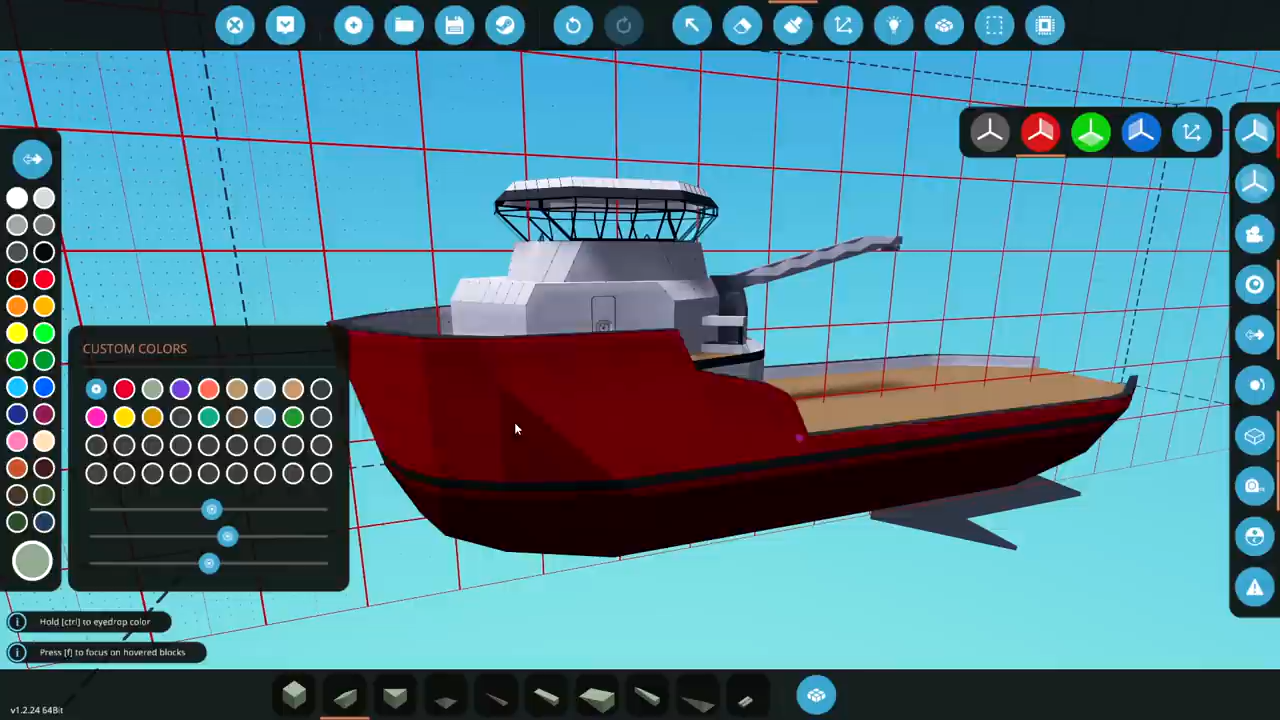 CUSTOM COLORS
Hold [ctrl] to eyedrop color
Press [f] to focus on hovered blocks
v1.2.24 64Bit